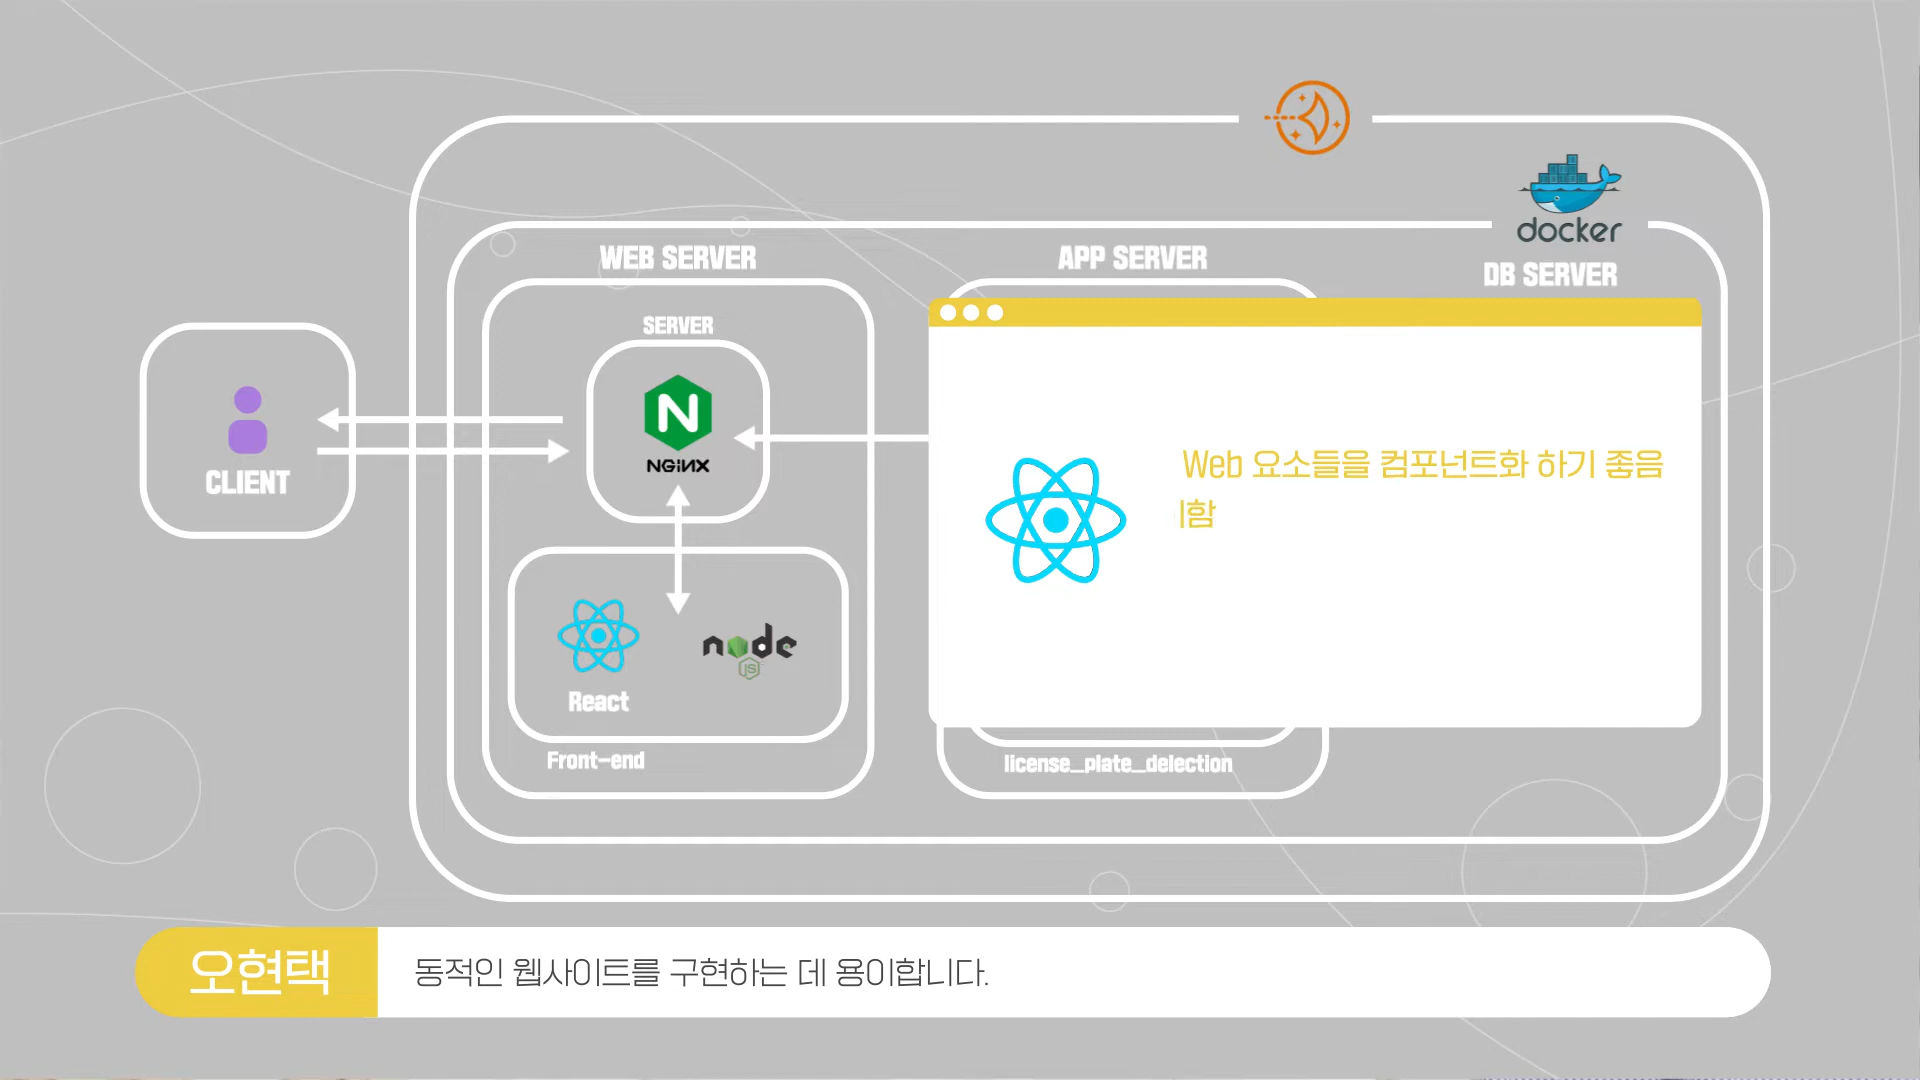 docker
WEB SERVER
APP SERVER
DB SERVER
SERVER
NGINX
CLIENT
Web 요소들을 컴포넌트화 하기 좋음
함
node
JS
React
Front-end
license_plate_delection
오현택
동적인 웹사이트를 구현하는 데 용이합니다.